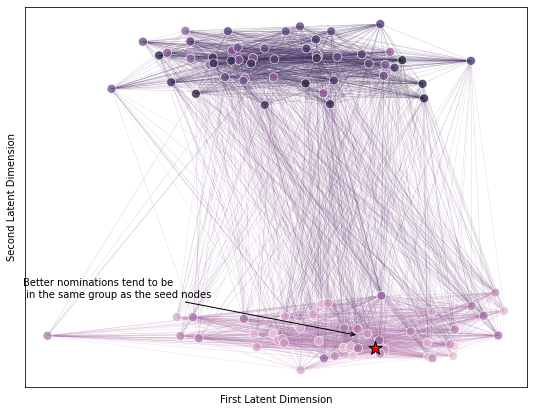 Second Latent Dimension
Better nominations tend to be
in the same group as the seed nodes
First Latent Dimension